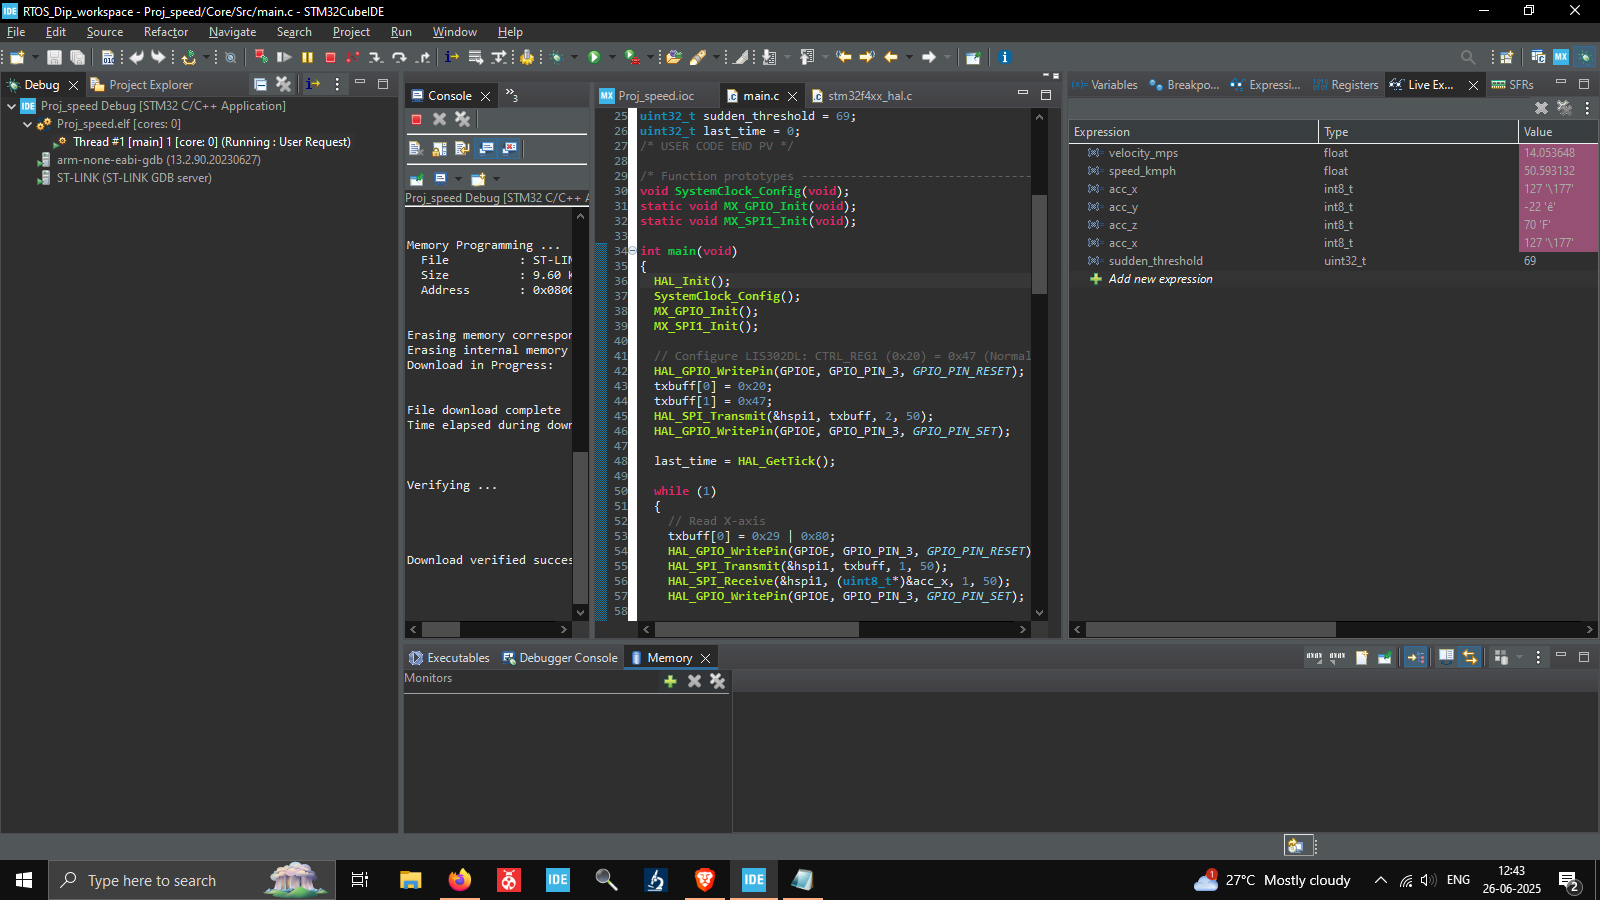 IDE RTOS_Dip_workspace - Proj_speed/Core/Src/main.c - STM32CubeIDE
File Edit Source Refactor Navigate Search Project Run Window Help
Debug Project Explorer
Proj_speed Debug [STM32 C/C++ Application]
Proj_speed.elf [cores: 0]
Thread #1 [main] 1 [core: 0] (Running : User Request)
arm-none-eabi-gdb (13.2.90.20230627)
ST-LINK (ST-LINK GDB server)
Console 3
Proj_speed Debug [STM32 C/C++ A
Memory Programming ...
File : ST-LIN
Size : 9.60 K
Address : 0x0800
Erasing memory correspon
Erasing internal memory
Download in Progress:
File download complete
Time elapsed during down
Verifying ...
Download verified succes
MX Proj_speed.ioc main.c stm32f4xx_hal.c
25 uint32_t sudden_threshold = 69;
26 uint32_t last_time = 0;
27 /* USER CODE END PV */
28
29 /* Function prototypes ---------------------------------
30 void SystemClock_Config(void);
31 static void MX_GPIO_Init(void);
32 static void MX_SPI1_Init(void);
33
34 int main(void)
35 {
36 HAL_Init();
37 SystemClock_Config();
38 MX_GPIO_Init();
39 MX_SPI1_Init();
40
41 // Configure LIS302DL: CTRL_REG1 (0x20) = 0x47 (Normal
42 HAL_GPIO_WritePin(GPIOE, GPIO_PIN_3, GPIO_PIN_RESET);
43 txbuff[0] = 0x20;
44 txbuff[1] = 0x47;
45 HAL_SPI_Transmit(&hspi1, txbuff, 2, 50);
46 HAL_GPIO_WritePin(GPIOE, GPIO_PIN_3, GPIO_PIN_SET);
47
48 last_time = HAL_GetTick();
49
50 while (1)
51 {
52 // Read X-axis
53 txbuff[0] = 0x29 | 0x80;
54 HAL_GPIO_WritePin(GPIOE, GPIO_PIN_3, GPIO_PIN_RESET)
55 HAL_SPI_Transmit(&hspi1, txbuff, 1, 50);
56 HAL_SPI_Receive(&hspi1, (uint8_t*)&acc_x, 1, 50);
57 HAL_GPIO_WritePin(GPIOE, GPIO_PIN_3, GPIO_PIN_SET);
58
Variables Breakpo... Expressi... Registers Live Ex... SFRs
Expression Type Value
velocity_mps float 14.053648
speed_kmph float 50.593132
acc_x int8_t 127 '\177'
acc_y int8_t -22 'ê'
acc_z int8_t 70 'F'
acc_x int8_t 127 '\177'
sudden_threshold uint32_t 69
Add new expression
Executables Debugger Console Memory
Monitors
Type here to search
IDE
IDE
1
27°C Mostly cloudy
ENG
12:43
26-06-2025
2